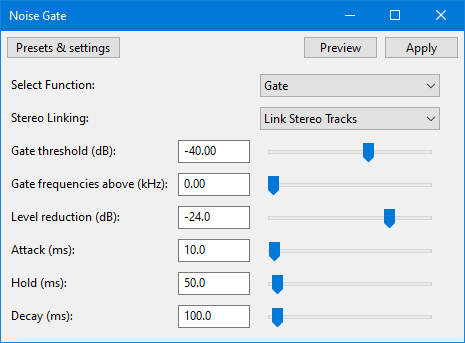 Noise Gate
Presets & settings Preview Apply
Select Function: Gate
Stereo Linking: Link Stereo Tracks
Gate threshold (dB): -40.00
Gate frequencies above (kHz): 0.00
Level reduction (dB): -24.0
Attack (ms): 10.0
Hold (ms): 50.0
Decay (ms): 100.0